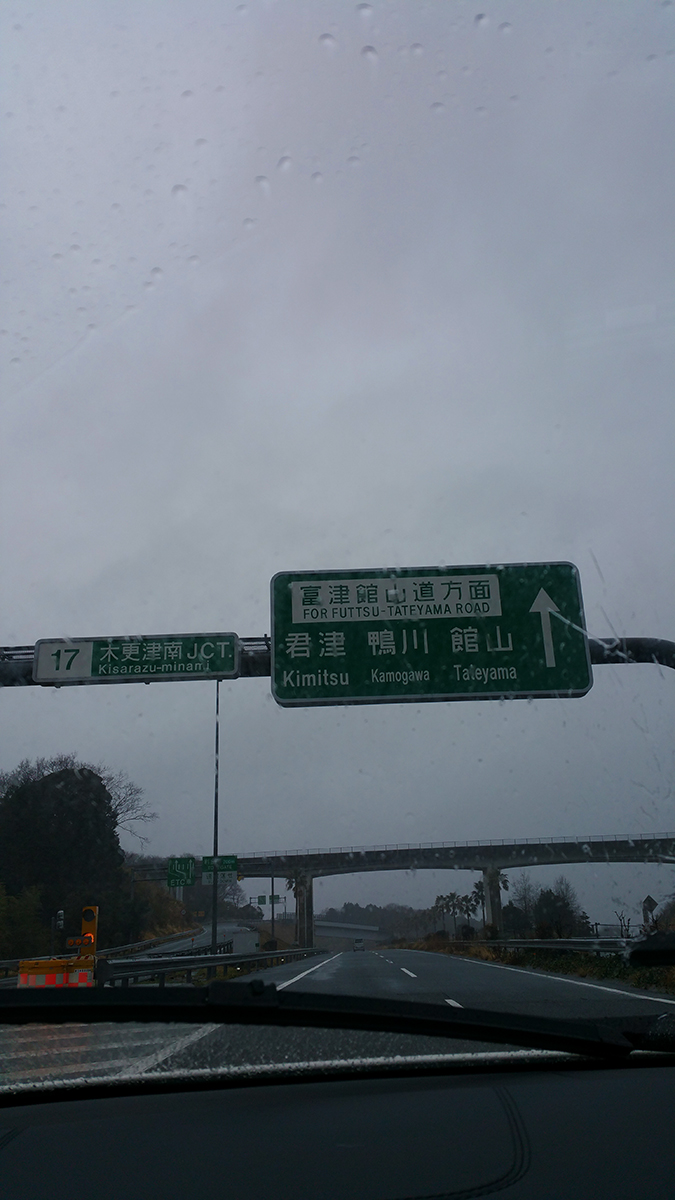 富津館山道方面
FOR FUTTSU-TATEYAMA ROAD
君津 鴨川 館山
Kimitsu Kamogawa Tateyama
17 木更津南JCT.
Kisarazu-minami
ETC